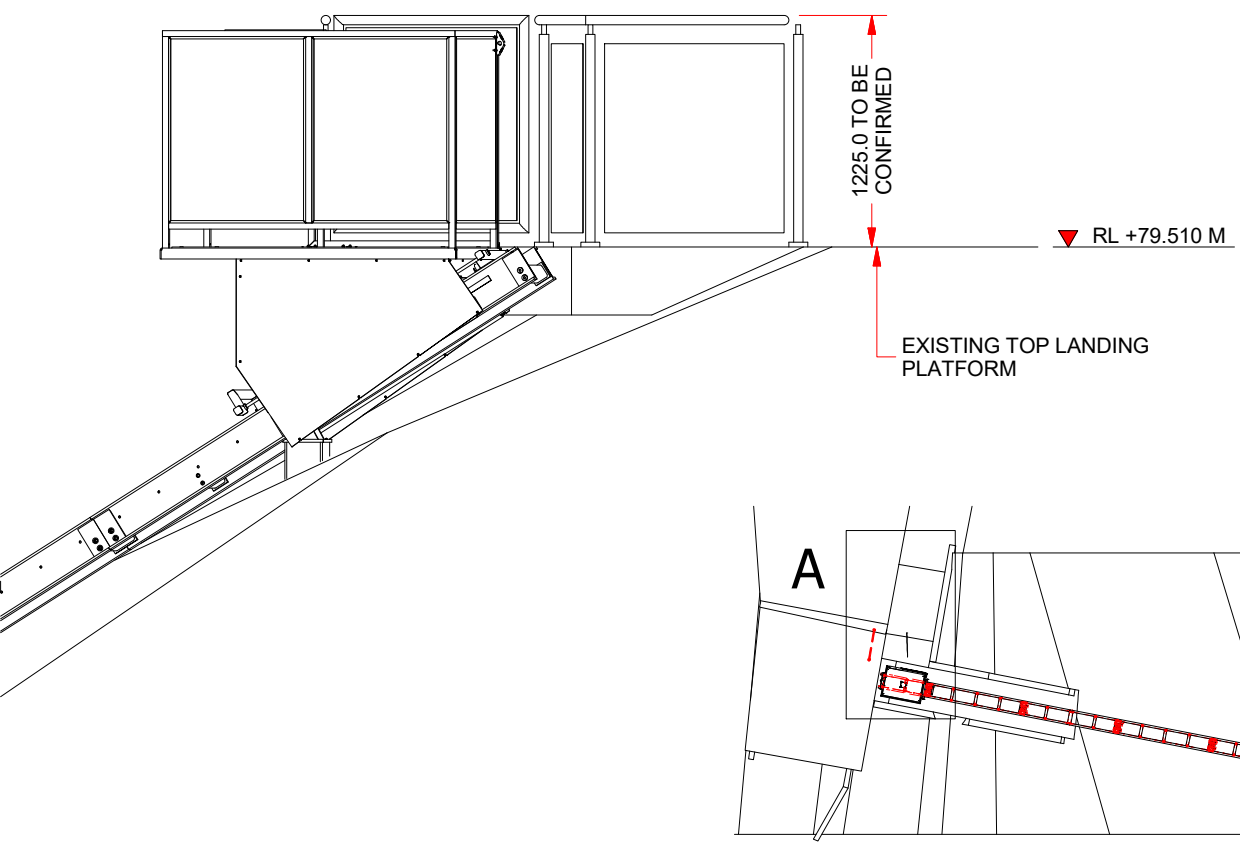 1225.0 TO BE
CONFIRMED
RL +79.510 M
EXISTING TOP LANDING
PLATFORM
A